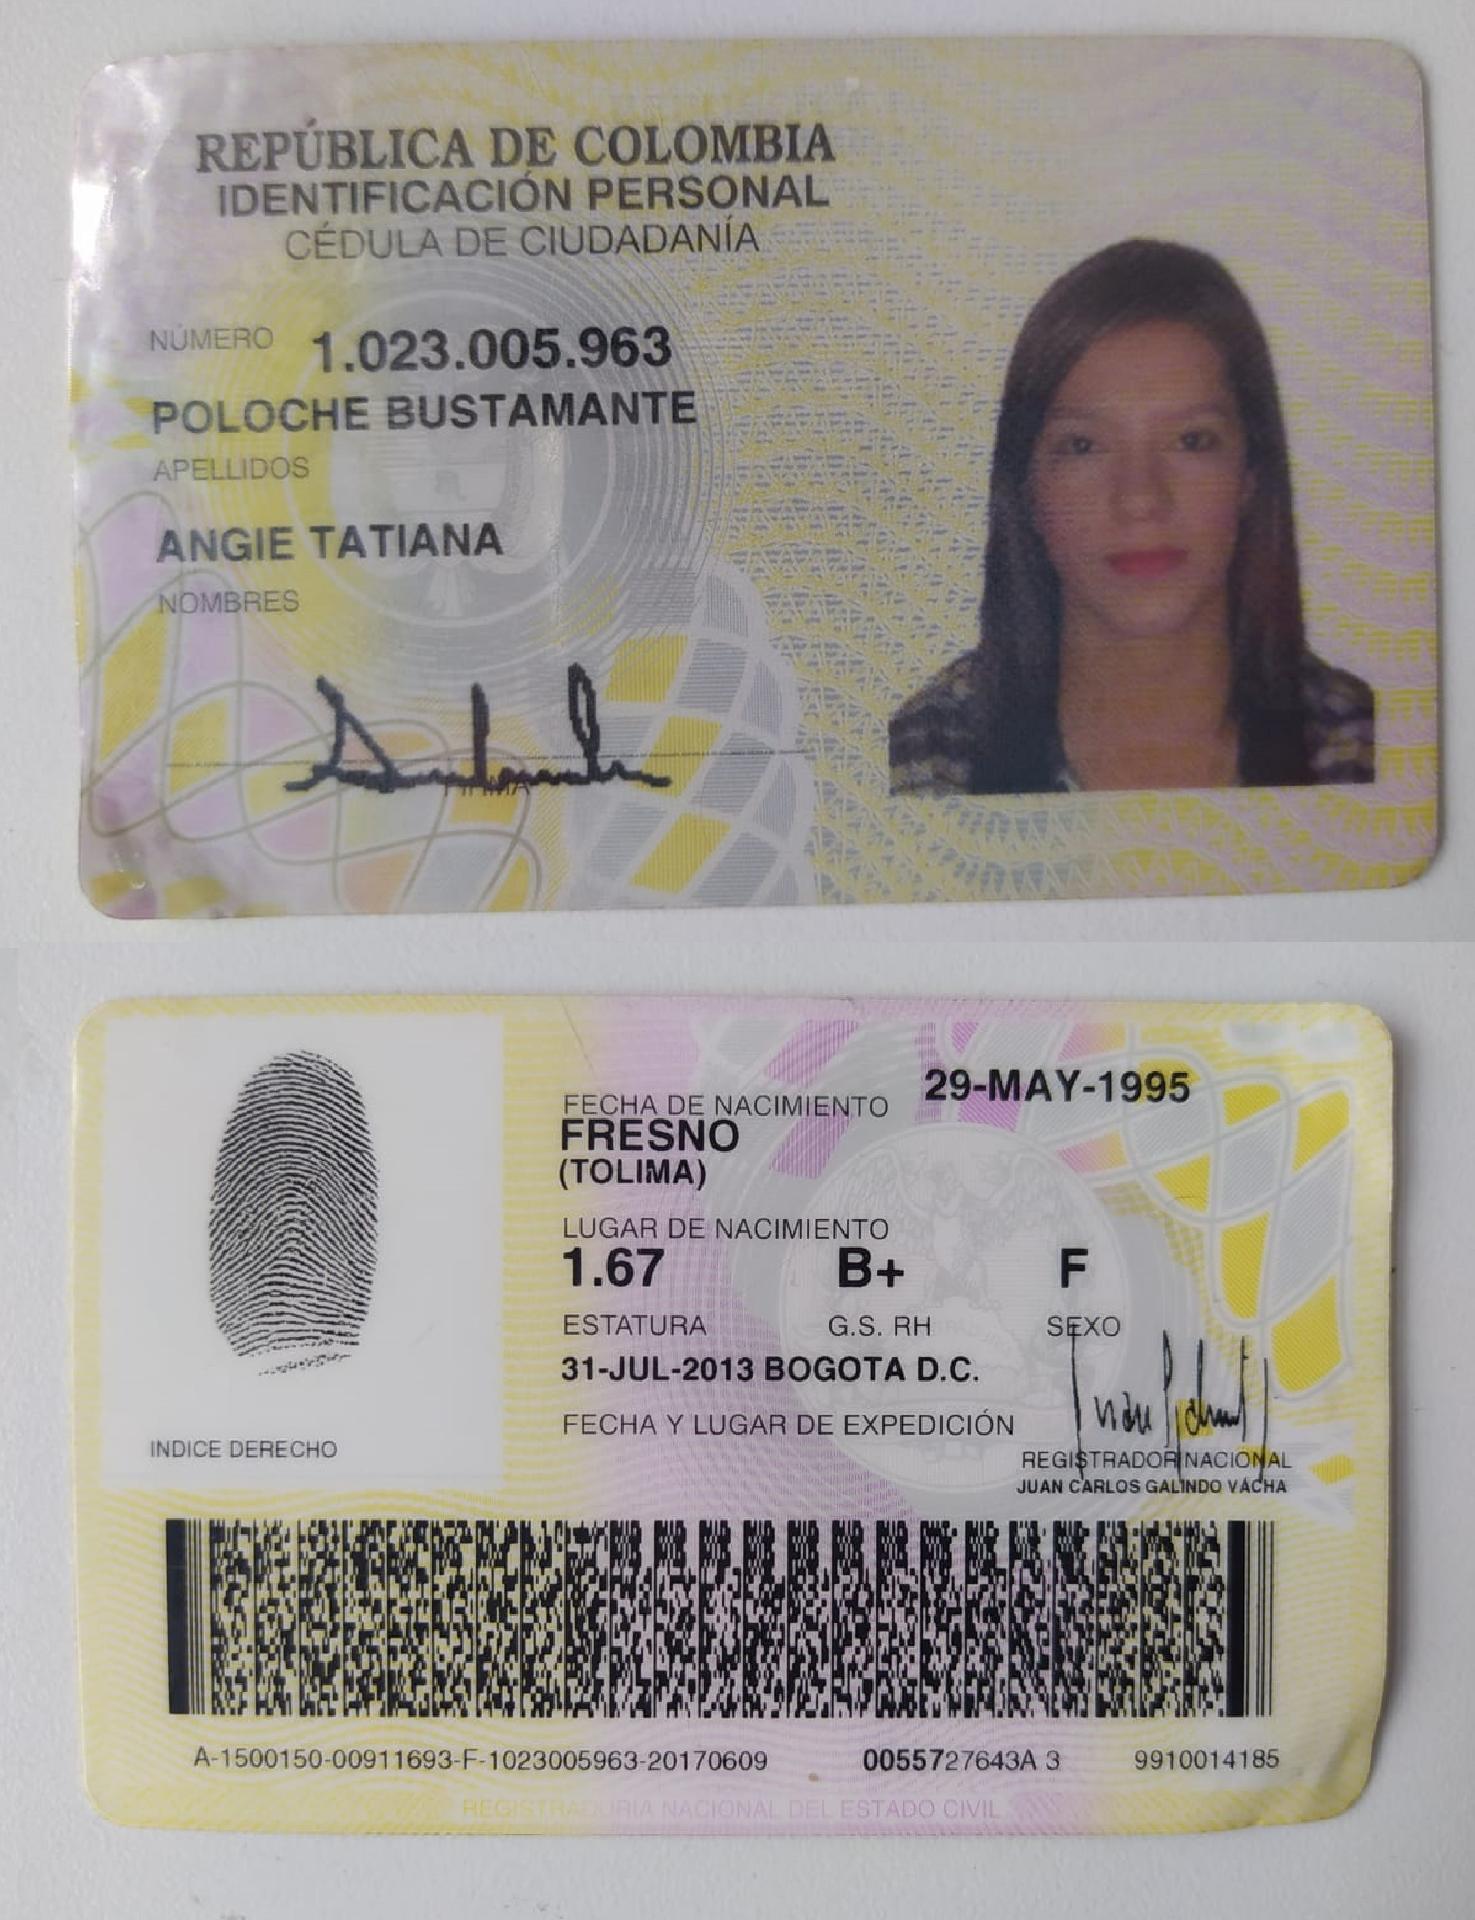 REPÚBLICA DE COLOMBIA
IDENTIFICACIÓN PERSONAL
CÉDULA DE CIUDADANÍA
NÚMERO 1.023.005.963
POLOCHE BUSTAMANTE
APELLIDOS
ANGIE TATIANA
NOMBRES
FIRMA
FECHA DE NACIMIENTO 29-MAY-1995
FRESNO
(TOLIMA)
LUGAR DE NACIMIENTO
1.67 B+ F
ESTATURA G.S. RH SEXO
31-JUL-2013 BOGOTA D.C.
FECHA Y LUGAR DE EXPEDICIÓN
INDICE DERECHO
REGISTRADOR NACIONAL
JUAN CARLOS GALINDO VÁCHA
A-1500150-00911693-F-1023005963-20170609 0055727643A 3 9910014185
REGISTRADURIA NACIONAL DEL ESTADO CIVIL